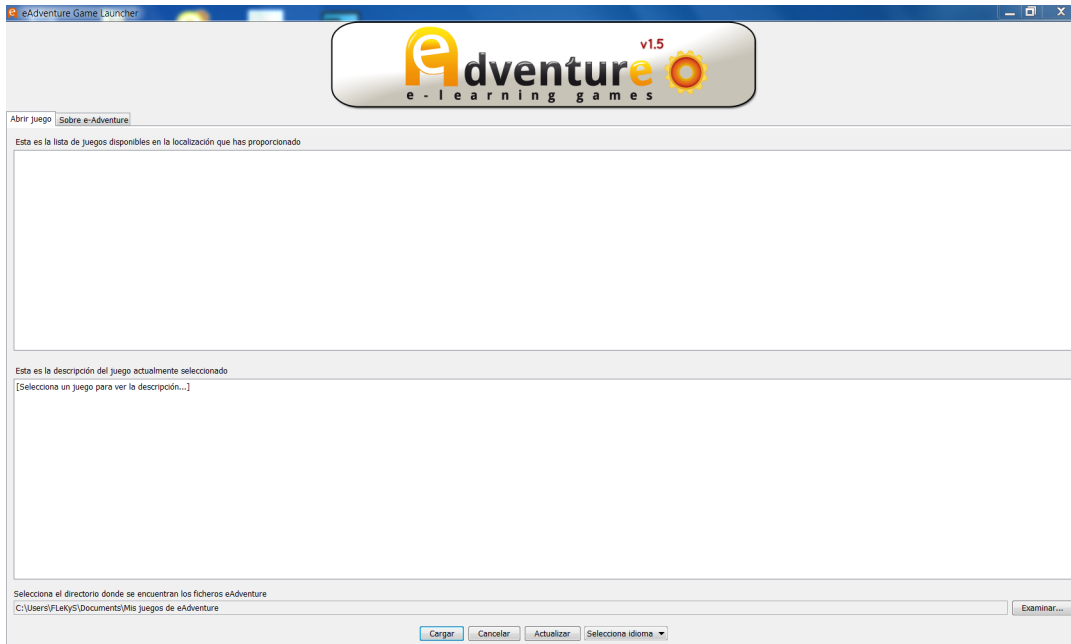 eAdventure Game Launcher
v1.5
eAdventure
e-learning games
Abrir juego
Sobre e-Adventure
Esta es la lista de juegos disponibles en la localización que has proporcionado
Esta es la descripción del juego actualmente seleccionado
[Selecciona un juego para ver la descripción...]
Selecciona el directorio donde se encuentran los ficheros eAdventure
C:\Users\FLeKyS\Documents\Mis juegos de eAdventure
Examinar...
Cargar
Cancelar
Actualizar
Selecciona idioma